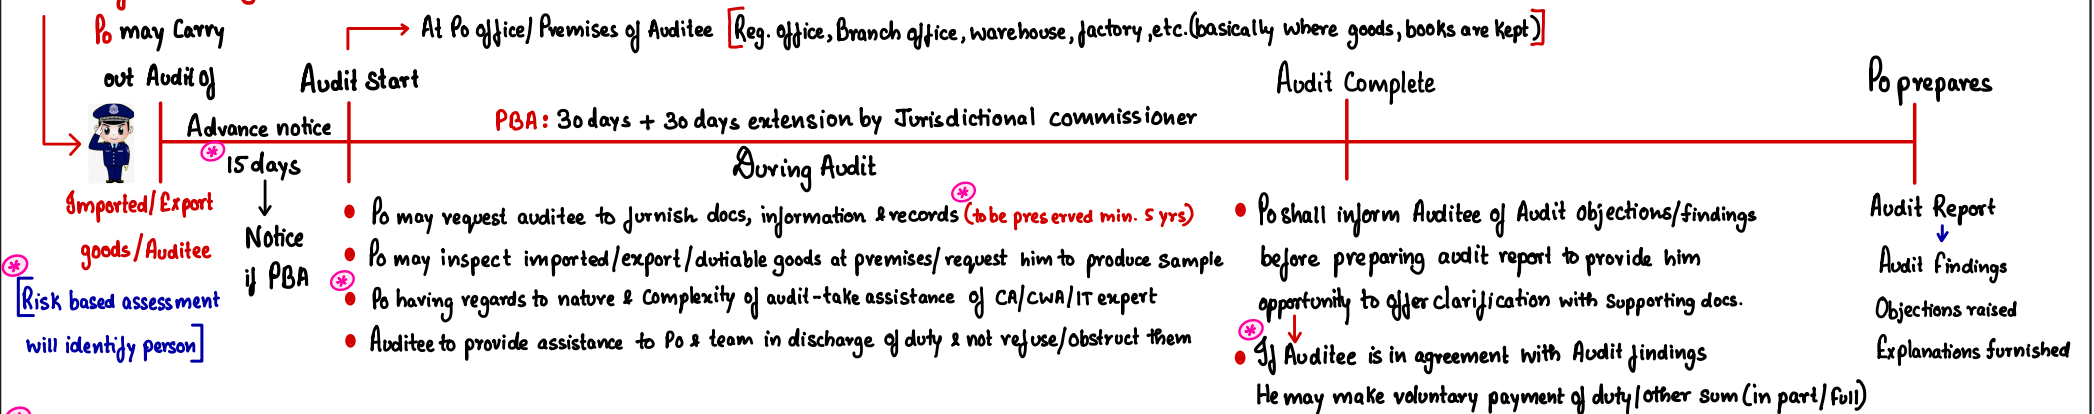 Po may Carry
out Audit of
Imported/Export
goods/Auditee
[Risk based assessment
will identify person]
Advance notice
15 days
Notice
if PBA
Audit Start
At Po office/Premises of Auditee [Reg. office, Branch office, warehouse, factory, etc. (basically where goods, books are kept)]
PBA: 30 days + 30 days extension by Jurisdictional commissioner
During Audit
• Po may request auditee to furnish docs, information & records (to be preserved min. 5 yrs)
• Po may inspect imported/export/dutiable goods at premises/request him to produce sample
• Po having regards to nature & complexity of audit-take assistance of CA/CWA/IT expert
• Auditee to provide assistance to Po & team in discharge of duty & not refuse/obstruct them
Audit Complete
• Po shall inform Auditee of Audit objections/findings
before preparing audit report to provide him
opportunity to offer clarification with supporting docs.
• If Auditee is in agreement with Audit findings
He may make voluntary payment of duty/other sum (in part/full)
Po prepares
Audit Report
Audit findings
Objections raised
Explanations furnished